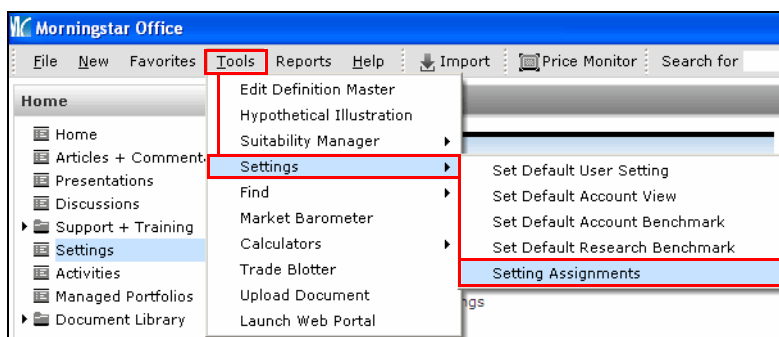 Morningstar Office
File New Favorites Tools Reports Help Import Price Monitor Search for
Home
Home
Articles + Comment
Presentations
Discussions
Support + Training
Settings
Activities
Managed Portfolios
Document Library
Edit Definition Master
Hypothetical Illustration
Suitability Manager
Settings
Find
Market Barometer
Calculators
Trade Blotter
Upload Document
Launch Web Portal
Set Default User Setting
Set Default Account View
Set Default Account Benchmark
Set Default Research Benchmark
Setting Assignments
ngs